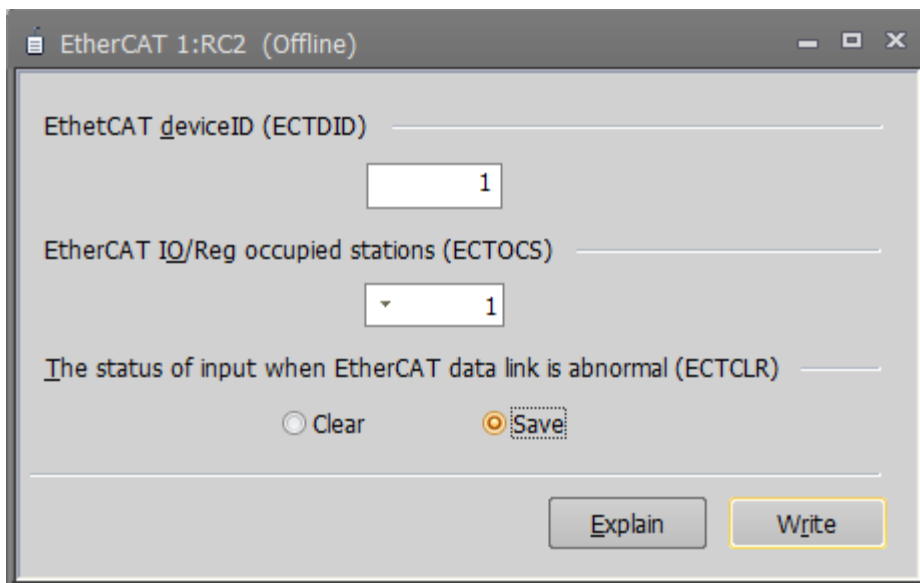 EtherCAT 1:RC2 (Offline)
EthetCAT deviceID (ECTDID)
1
EtherCAT IO/Reg occupied stations (ECTOCS)
1
The status of input when EtherCAT data link is abnormal (ECTCLR)
Clear Save
Explain Write